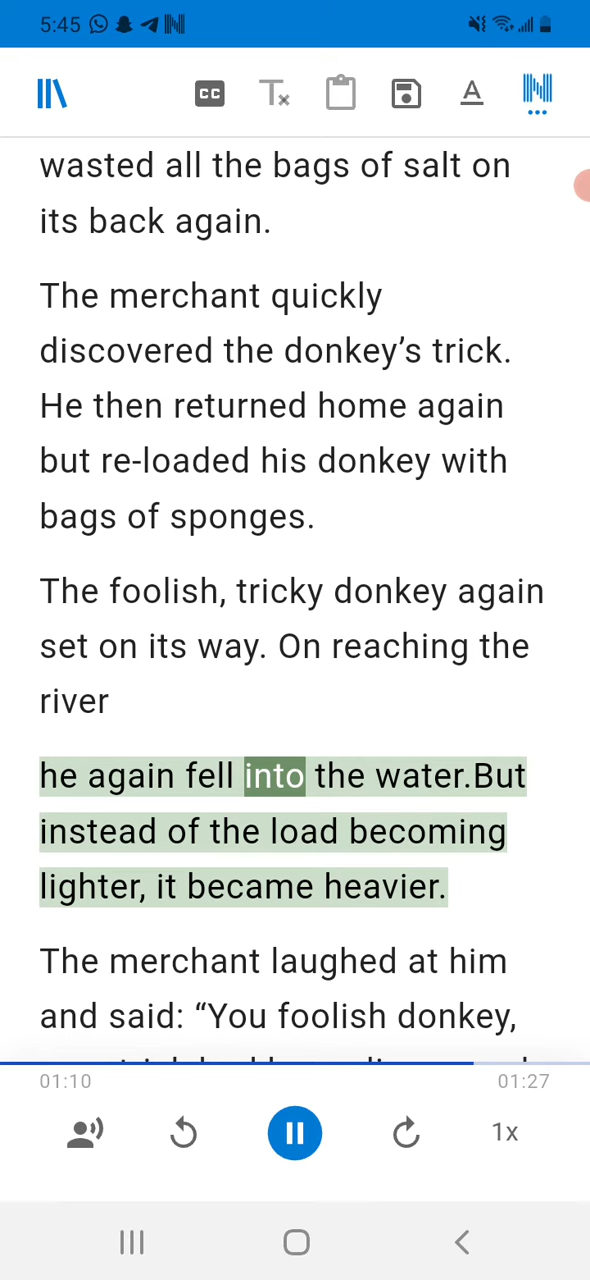 5:45
CC
wasted all the bags of salt on
its back again.
The merchant quickly
discovered the donkey’s trick.
He then returned home again
but re-loaded his donkey with
bags of sponges.
The foolish, tricky donkey again
set on its way. On reaching the
river
he again fell into the water.But
instead of the load becoming
lighter, it became heavier.
The merchant laughed at him
and said: “You foolish donkey,
01:10
01:27
1x